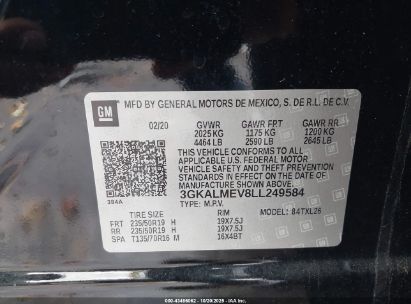 GM
MFD BY GENERAL MOTORS DE MEXICO, S. DE R.L. DE C.V.
02/20 GVWR GAWR FRT GAWR RR
2025 KG 1175 KG 1200 KG
4464 LB 2590 LB 2645 LB
THIS VEHICLE CONFORMS TO ALL
APPLICABLE U.S. FEDERAL MOTOR
VEHICLE SAFETY, BUMPER, AND THEFT
PREVENTION STANDARDS IN EFFECT ON
THE DATE OF MANUFACTURE SHOWN ABOVE.
3GKALMEV8LL249584
TYPE: M.P.V. MODEL: 84TXL26
TIRE SIZE RIM
FRT 235/50R19 H 19X7.5J
RR 235/50R19 H 19X7.5J
SPA T135/70R16 M 16X4BT